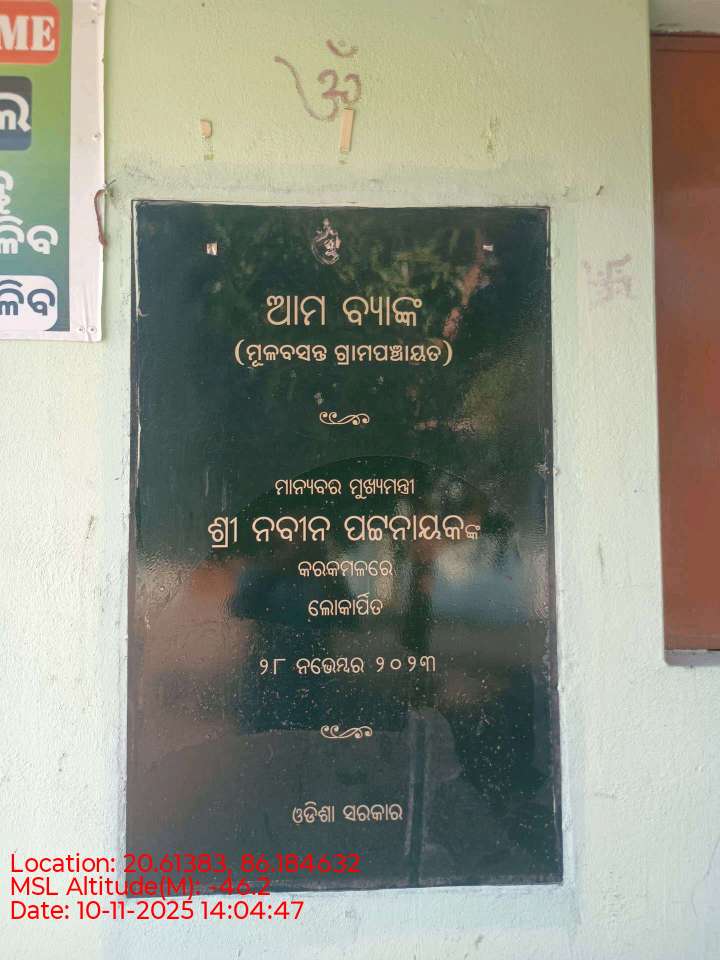 ME
ଲ
ଳିବ
ଳିବ
ॐ
ଆମ ବ୍ୟାଙ୍କ
(ମୂଳବସନ୍ତ ଗ୍ରାମପଞ୍ଚାୟତ)
ମାନ୍ୟବର ମୁଖ୍ୟମନ୍ତ୍ରୀ
ଶ୍ରୀ ନବୀନ ପଟ୍ଟନାୟକଙ୍କ
କରକମଳରେ
ଲୋକାର୍ପିତ
୨୮ ନଭେମ୍ବର ୨୦୨୩
ଓଡିଶା ସରକାର
Location: 20.61383, 86.184632
MSL Altitude(M): -46.2
Date: 10-11-2025 14:04:47